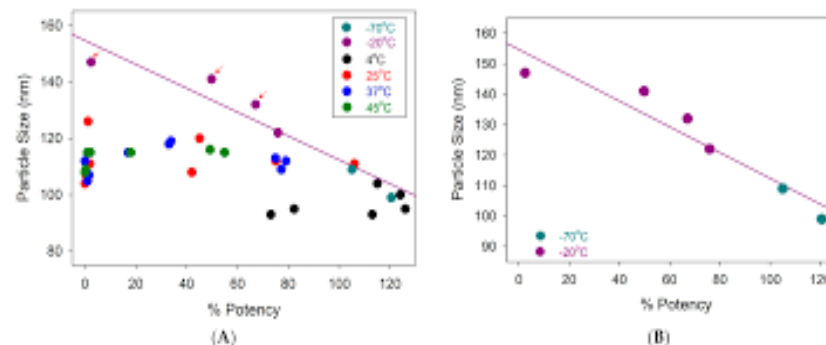 160
140
120
100
80
Particle Size (nm)
0 20 40 60 80 100 120
% Potency
-70°C
-20°C
4°C
25°C
37°C
45°C
(A)
160
150
140
130
120
110
100
90
Particle Size (nm)
0 20 40 60 80 100 120
% Potency
-70°C
-20°C
(B)